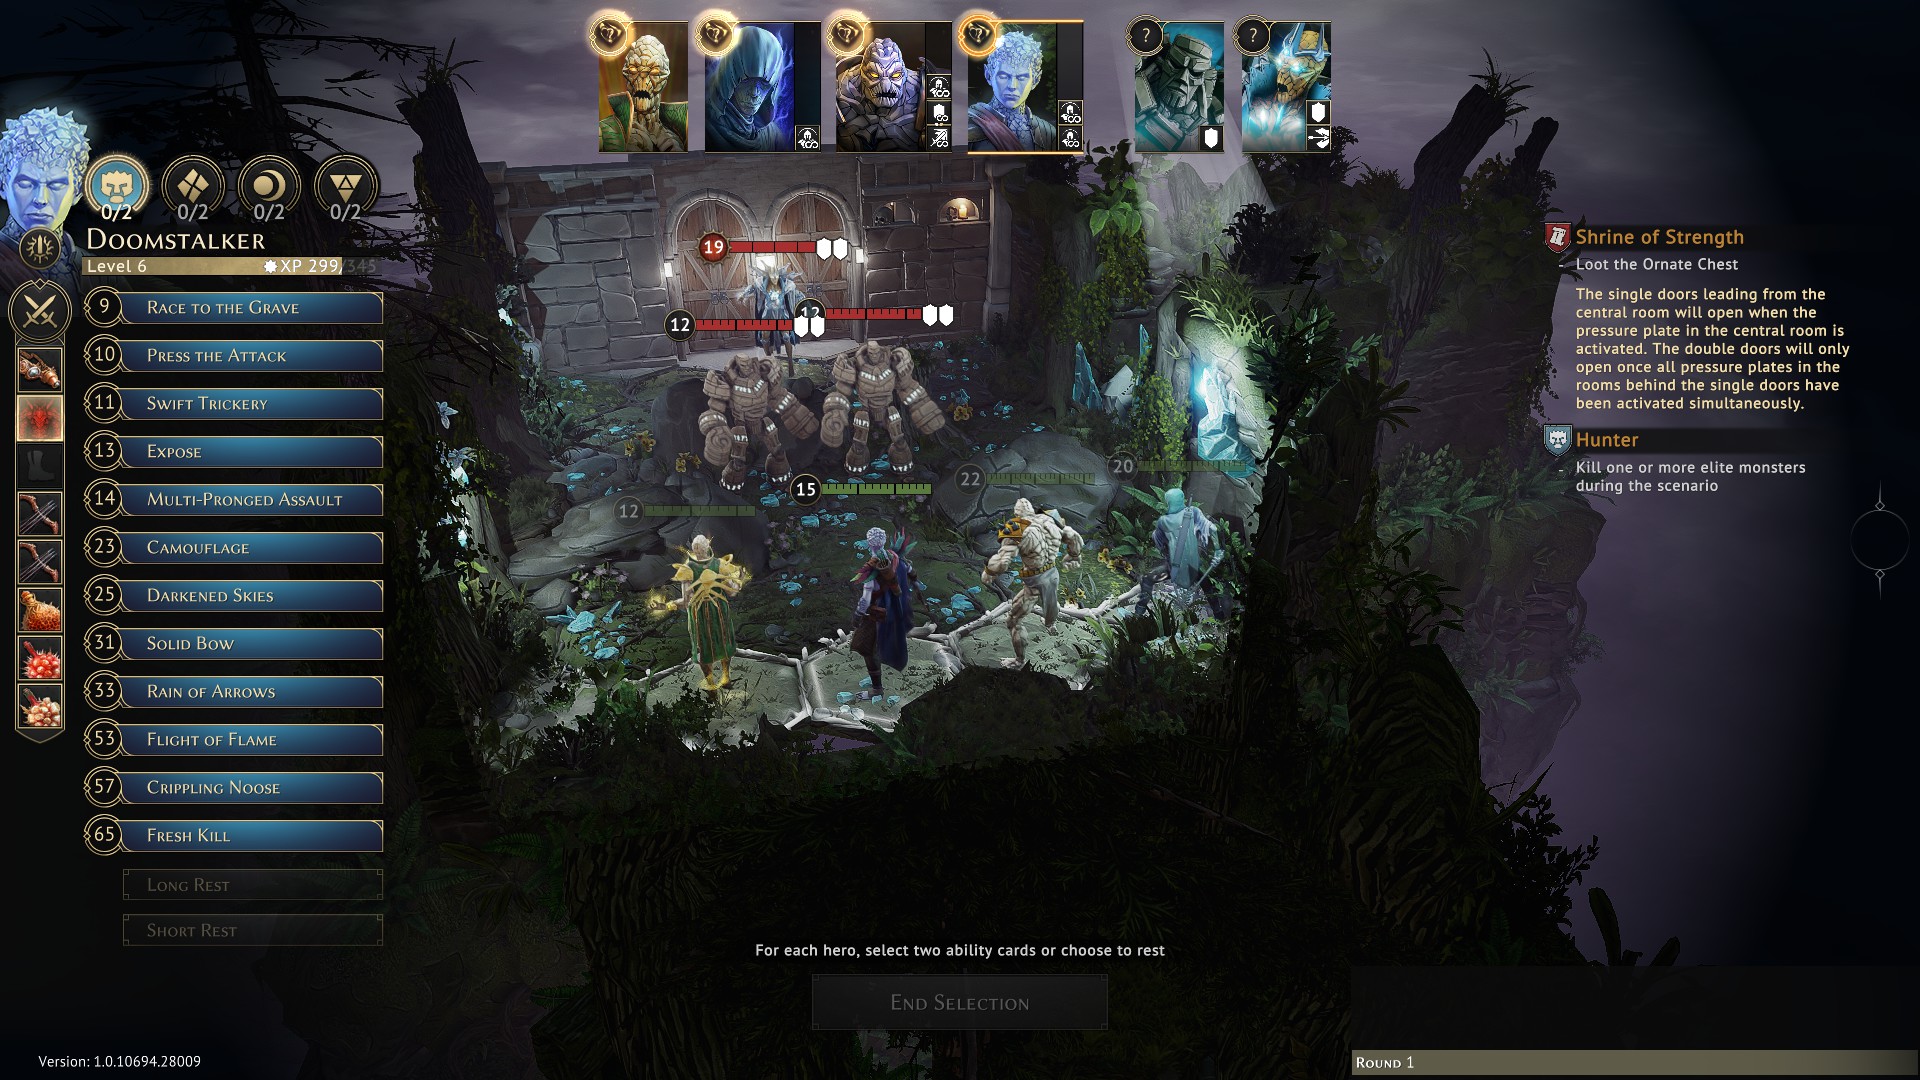 ?
?
?
?
?
?
0/2
0/2
0/2
0/2
Doomstalker
Level 6
XP 299/345
9 Race to the Grave
10 Press the Attack
11 Swift Trickery
13 Expose
14 Multi-Pronged Assault
23 Camouflage
25 Darkened Skies
31 Solid Bow
33 Rain of Arrows
53 Flight of Flame
57 Crippling Noose
65 Fresh Kill
Long Rest
Short Rest
19
12
12
15
22
20
12
Shrine of Strength
- Loot the Ornate Chest
The single doors leading from the
central room will open when the
pressure plate in the central room is
activated. The double doors will only
open once all pressure plates in the
rooms behind the single doors have
been activated simultaneously.
Hunter
- Kill one or more elite monsters
during the scenario
For each hero, select two ability cards or choose to rest
End Selection
Version: 1.0.10694.28009
Round 1